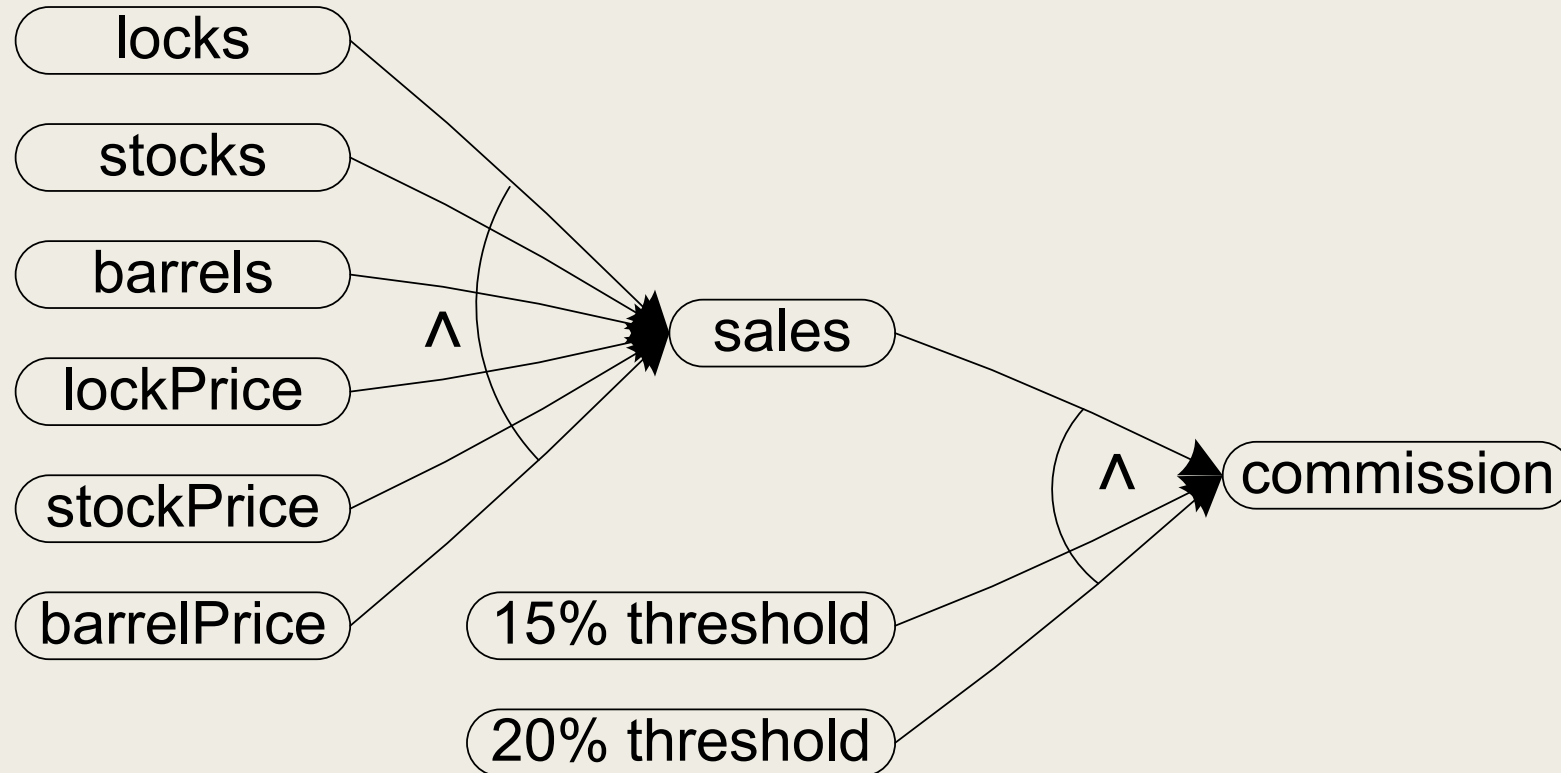 locks
stocks
barrels
lockPrice
stockPrice
barrelPrice
∧
sales
15% threshold
20% threshold
∧
commission